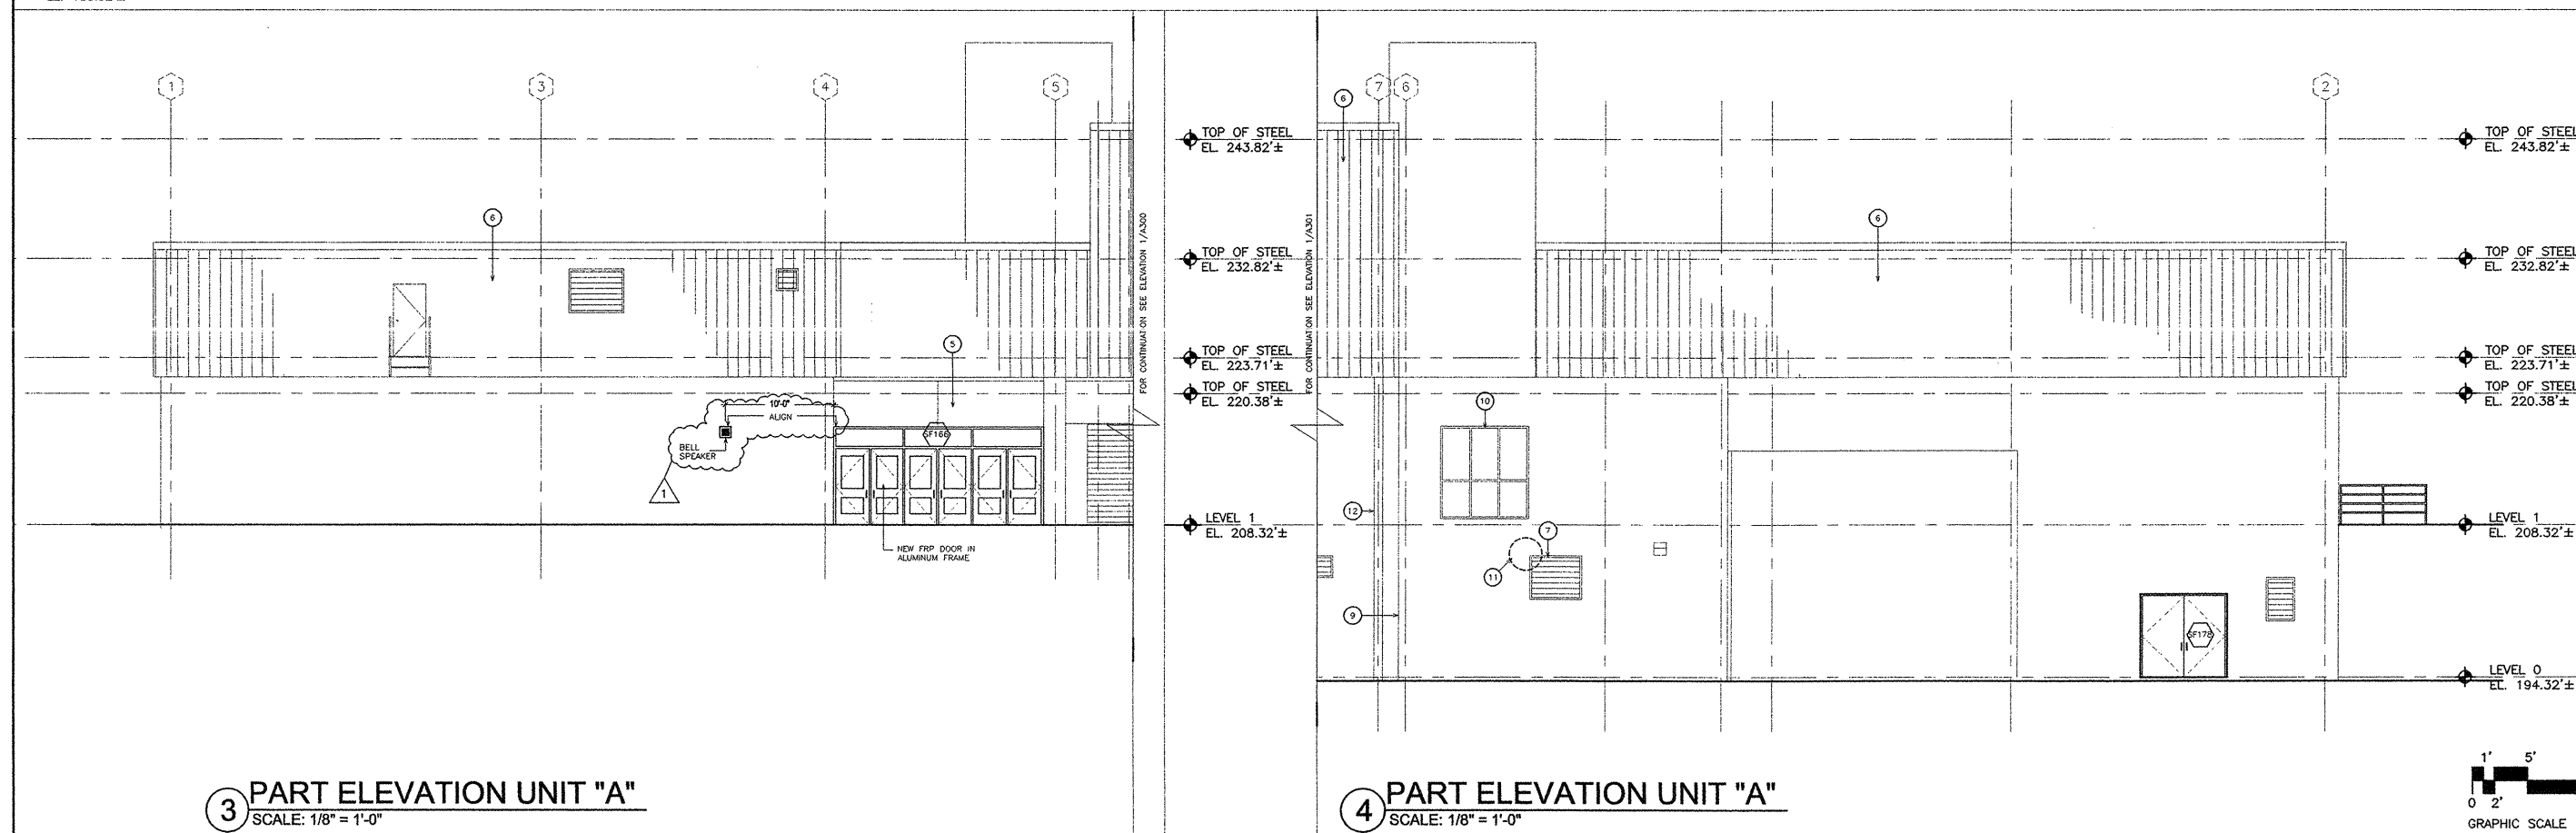 1
3
4
5
6
5
10'-0"
ALIGN
BELL
SPEAKER
1
SF166
NEW FRP DOOR IN
ALUMINUM FRAME
FOR CONTINUATION SEE ELEVATION 1/A300
TOP OF STEEL
EL. 243.82'±
TOP OF STEEL
EL. 232.82'±
TOP OF STEEL
EL. 223.71'±
TOP OF STEEL
EL. 220.38'±
LEVEL 1
EL. 208.32'±
3
PART ELEVATION UNIT "A"
SCALE: 1/8" = 1'-0"
FOR CONTINUATION SEE ELEVATION 1/A301
6
7
6
2
6
10
12
7
11
9
SF178
TOP OF STEEL
EL. 243.82'±
TOP OF STEEL
EL. 232.82'±
TOP OF STEEL
EL. 223.71'±
TOP OF STEEL
EL. 220.38'±
LEVEL 1
EL. 208.32'±
LEVEL 0
EL. 194.32'±
4
PART ELEVATION UNIT "A"
SCALE: 1/8" = 1'-0"
1' 5'
0 2'
GRAPHIC SCALE